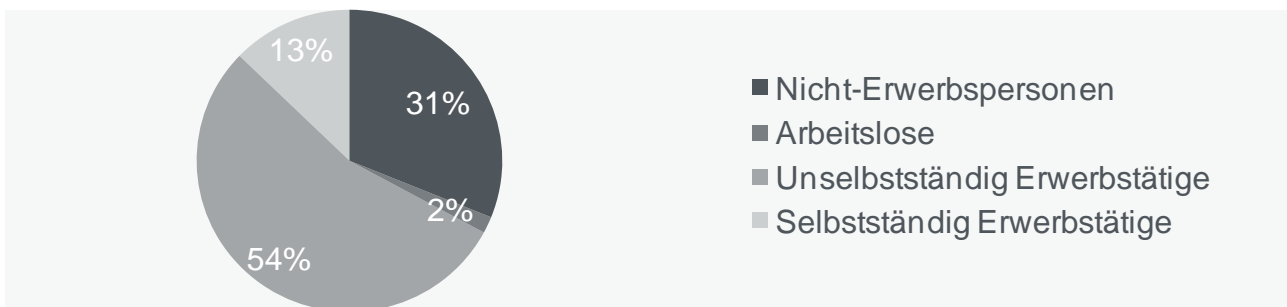 13%
31%
2%
54%
Nicht-Erwerbspersonen
Arbeitslose
Unselbstständig Erwerbstätige
Selbstständig Erwerbstätige